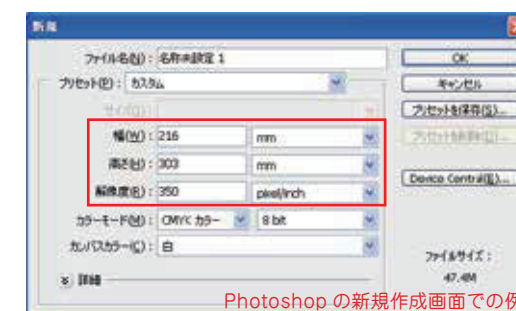 新規
ファイル名(N): 名称未設定 1
OK
プリセット(P): カスタム
キャンセル
サイズ(I):
プリセットを保存(S)...
幅(W): 216 mm
プリセットを削除(D)...
高さ(H): 303 mm
Device Central(E)...
解像度(R): 350 pixel/inch
カラーモード(M): CMYK カラー 8 bit
カンバスカラー(C): 白
ファイルサイズ:
47.4M
詳細
Photoshop の新規作成画面での例